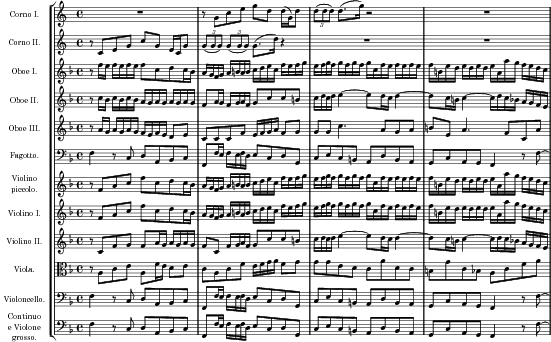 Corno I.
Corno II.
Oboe I.
Oboe II.
Oboe III.
Fagotto.
Violino
piccolo.
Violino I.
Violino II.
Viola.
Violoncello.
Continuo
e Violone
grosso.